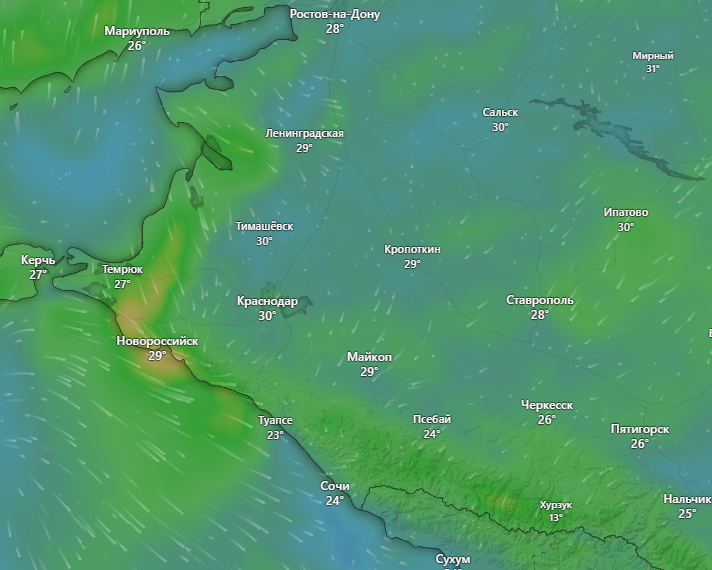 Ростов-на-Дону
28°
Мариуполь
26°
Мирный
31°
Сальск
30°
Ленинградская
29°
Ипатово
30°
Тимашёвск
30°
Кропоткин
29°
Керчь
27°
Темрюк
27°
Краснодар
30°
Ставрополь
28°
Новороссийск
29°
Майкоп
29°
Черкесск
26°
Туапсе
23°
Псебай
24°
Пятигорск
26°
Сочи
24°
Хурзук
13°
Нальчик
25°
Сухум